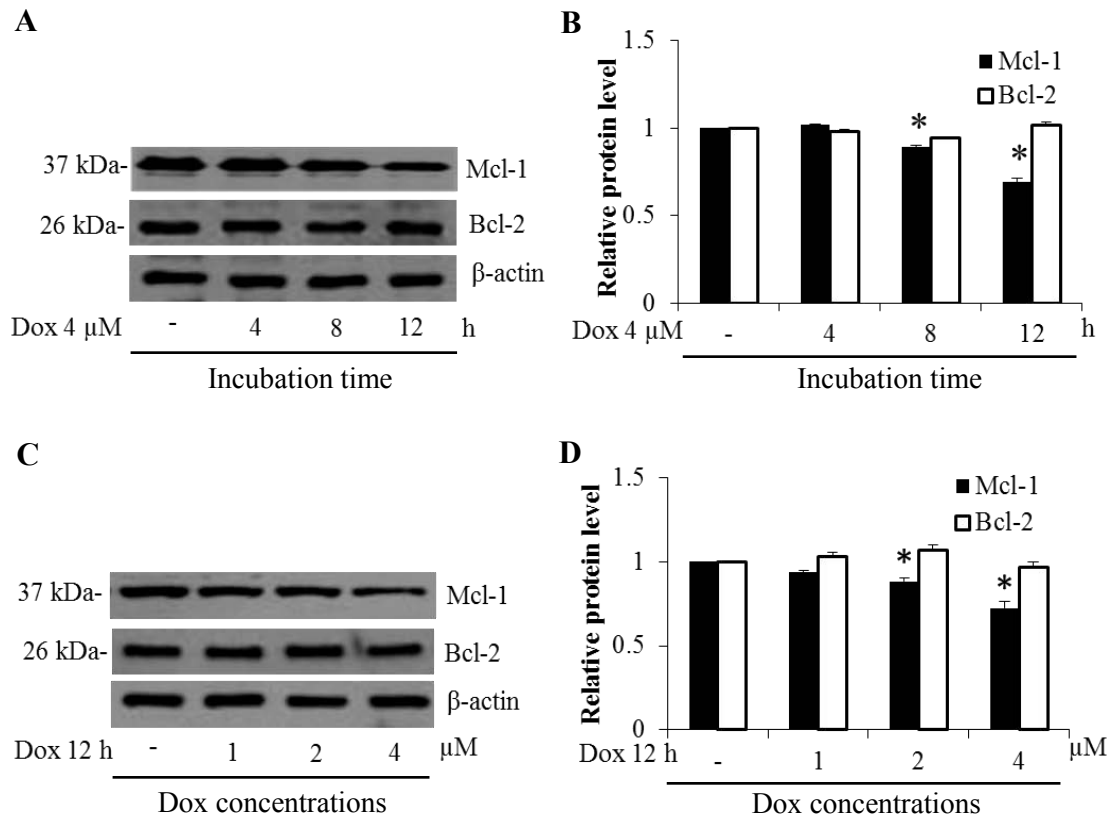 A
37 kDa- Mcl-1
26 kDa- Bcl-2
β-actin
Dox 4 µM - 4 8 12 h
Incubation time
B
1.5
Mcl-1
Bcl-2
* *
1
0.5
0
Relative protein level
Dox 4 µM - 4 8 12 h
Incubation time
C
37 kDa- Mcl-1
26 kDa- Bcl-2
β-actin
Dox 12 h - 1 2 4 µM
Dox concentrations
D
1.5
Mcl-1
Bcl-2
* *
1
0.5
0
Relative protein level
Dox 12 h - 1 2 4 µM
Dox concentrations